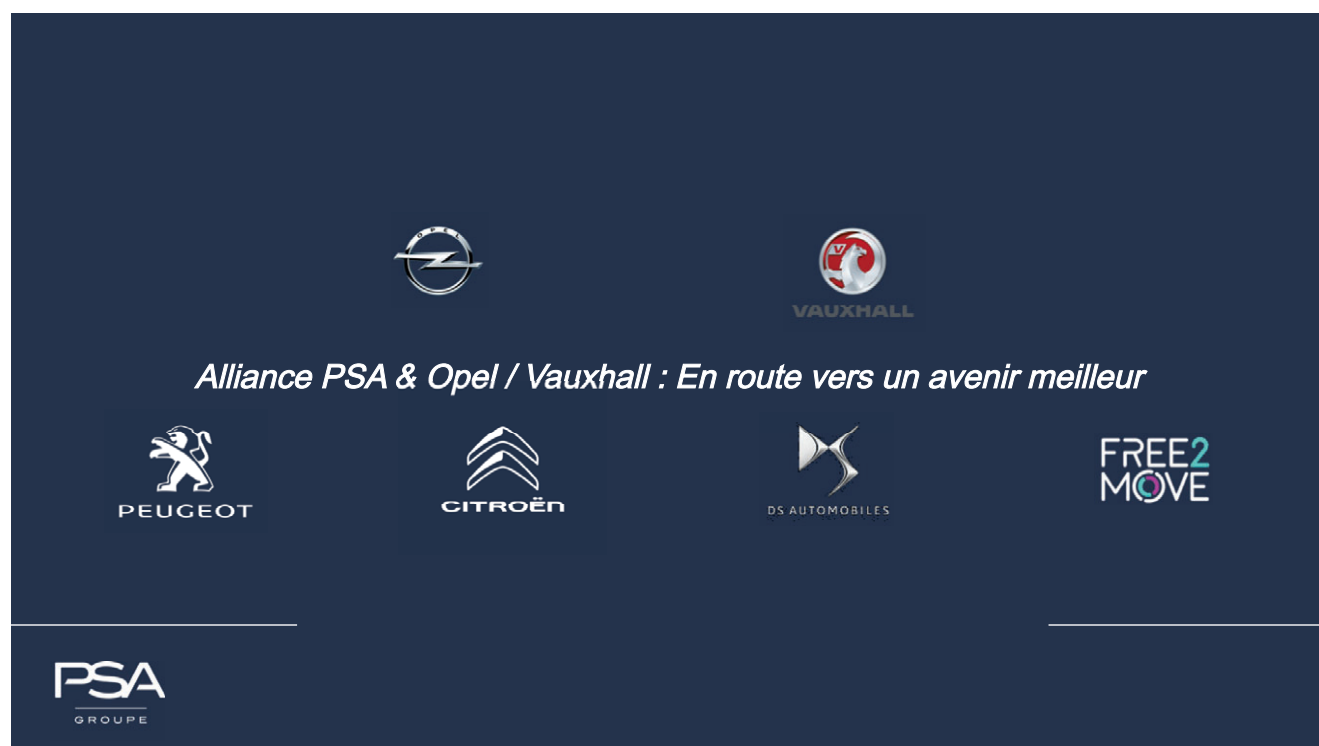 OPEL
V
VAUXHALL
Alliance PSA & Opel / Vauxhall : En route vers un avenir meilleur
PEUGEOT
CITROËN
DS AUTOMOBILES
FREE2
MOVE
PSA
GROUPE